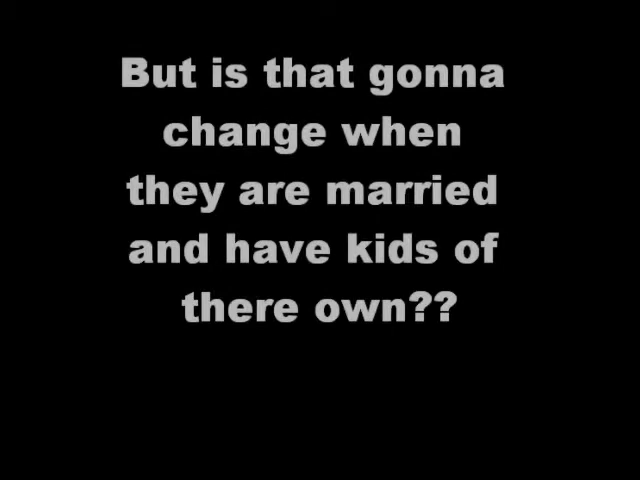 But is that gonna
change when
they are married
and have kids of
there own??